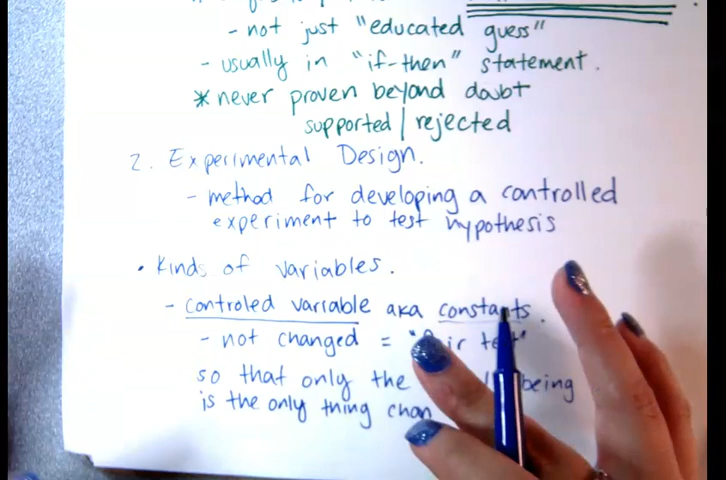 - not just "educated guess"
- usually in "if-then" statement.
* never proven beyond doubt
supported / rejected
2. Experimental Design.
- method for developing a controlled
experiment to test hypothesis
• Kinds of variables.
- controled variable aka constants.
- not changed =
so that only the being
is the only thing